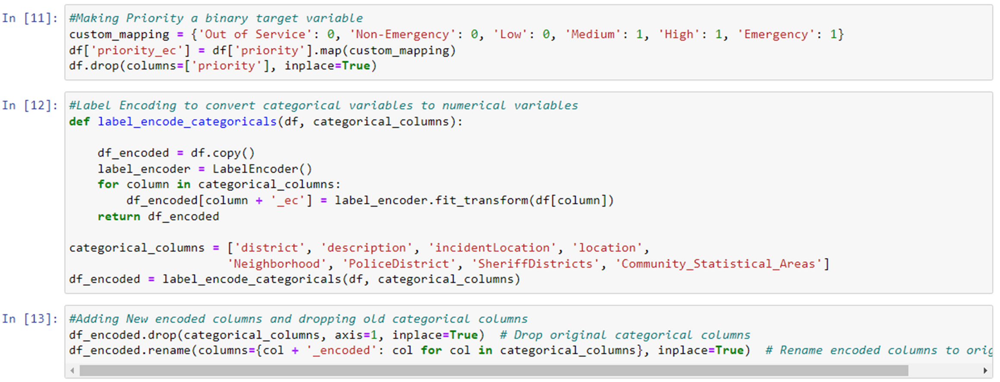 In [11]: #Making Priority a binary target variable
custom_mapping = {'Out of Service': 0, 'Non-Emergency': 0, 'Low': 0, 'Medium': 1, 'High': 1, 'Emergency': 1}
df['priority_ec'] = df['priority'].map(custom_mapping)
df.drop(columns=['priority'], inplace=True)
In [12]: #Label Encoding to convert categorical variables to numerical variables
def label_encode_categoricals(df, categorical_columns):
    df_encoded = df.copy()
    label_encoder = LabelEncoder()
    for column in categorical_columns:
        df_encoded[column + '_ec'] = label_encoder.fit_transform(df[column])
    return df_encoded
categorical_columns = ['district', 'description', 'incidentLocation', 'location',
                      'Neighborhood', 'PoliceDistrict', 'SheriffDistricts', 'Community_Statistical_Areas']
df_encoded = label_encode_categoricals(df, categorical_columns)
In [13]: #Adding New encoded columns and dropping old categorical columns
df_encoded.drop(categorical_columns, axis=1, inplace=True)  # Drop original categorical columns
df_encoded.rename(columns={col + '_encoded': col for col in categorical_columns}, inplace=True)  # Rename encoded columns to